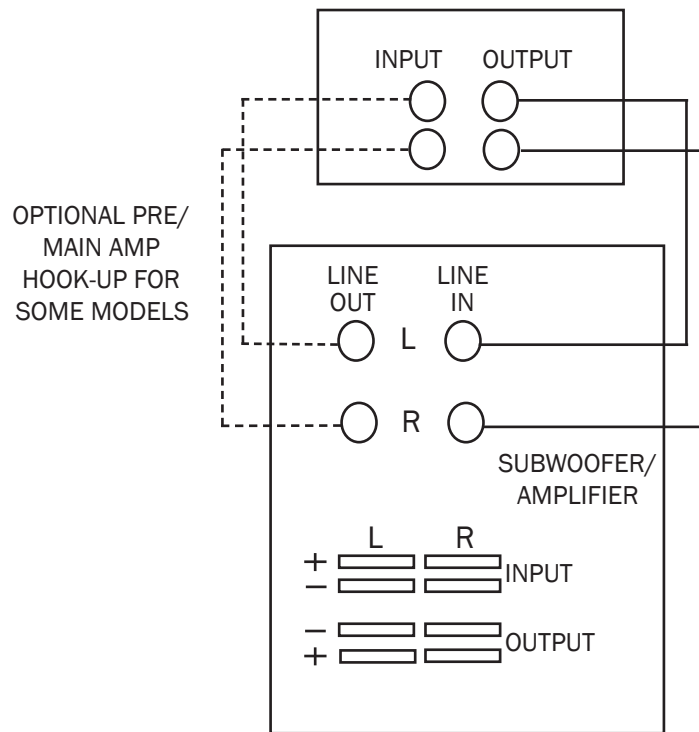 INPUT OUTPUT
OPTIONAL PRE/
MAIN AMP
HOOK-UP FOR
SOME MODELS
LINE OUT
LINE IN
L
R
SUBWOOFER/
AMPLIFIER
L R
+
− INPUT
− OUTPUT
+